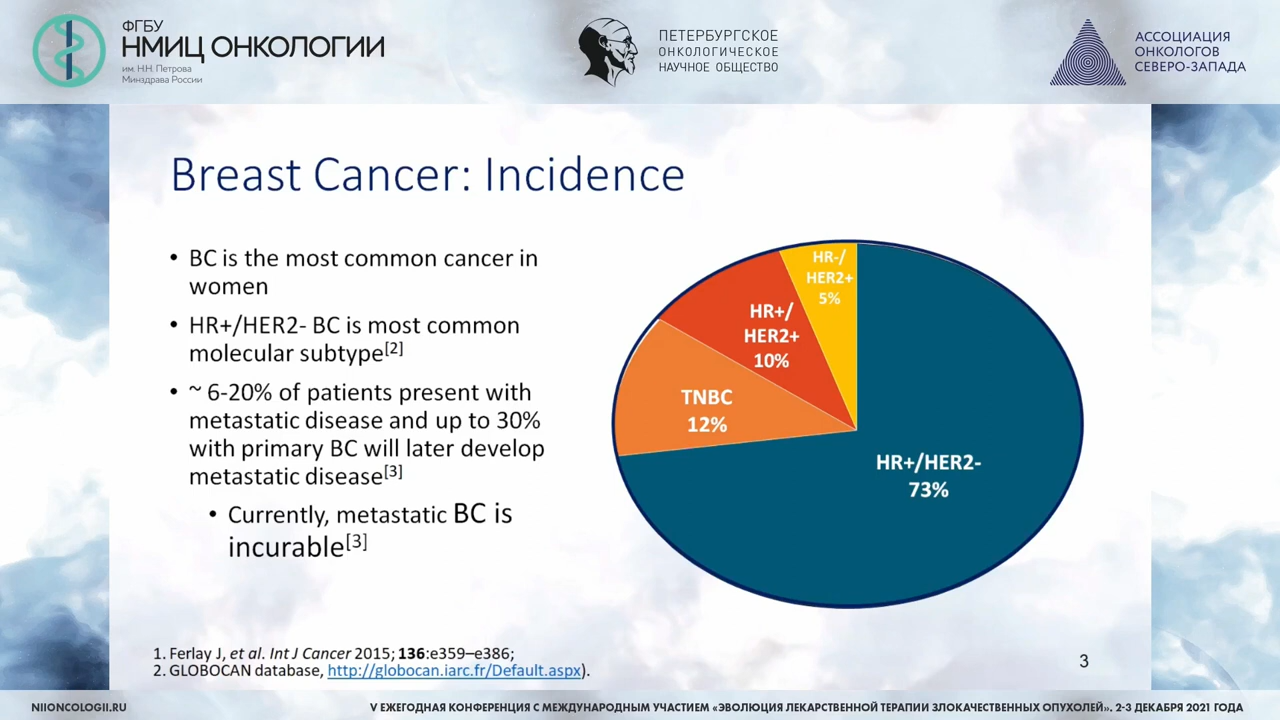 ФГБУ
НМИЦ ОНКОЛОГИИ
им. Н.Н. Петрова
Минздрава России
ПЕТЕРБУРГСКОЕ
ОНКОЛОГИЧЕСКОЕ
НАУЧНОЕ ОБЩЕСТВО
АССОЦИАЦИЯ
ОНКОЛОГОВ
СЕВЕРО-ЗАПАДА
Breast Cancer: Incidence
• BC is the most common cancer in
women
• HR+/HER2- BC is most common
molecular subtype[2]
• ~ 6-20% of patients present with
metastatic disease and up to 30%
with primary BC will later develop
metastatic disease[3]
• Currently, metastatic BC is
incurable[3]
HR-/
HER2+
5%
HR+/
HER2+
10%
TNBC
12%
HR+/HER2-
73%
1. Ferlay J, et al. Int J Cancer 2015; 136:e359–e386;
2. GLOBOCAN database, http://globocan.iarc.fr/Default.aspx).
3
NIIONCOLOGII.RU
V ЕЖЕГОДНАЯ КОНФЕРЕНЦИЯ С МЕЖДУНАРОДНЫМ УЧАСТИЕМ «ЭВОЛЮЦИЯ ЛЕКАРСТВЕННОЙ ТЕРАПИИ ЗЛОКАЧЕСТВЕННЫХ ОПУХОЛЕЙ». 2-3 ДЕКАБРЯ 2021 ГОДА